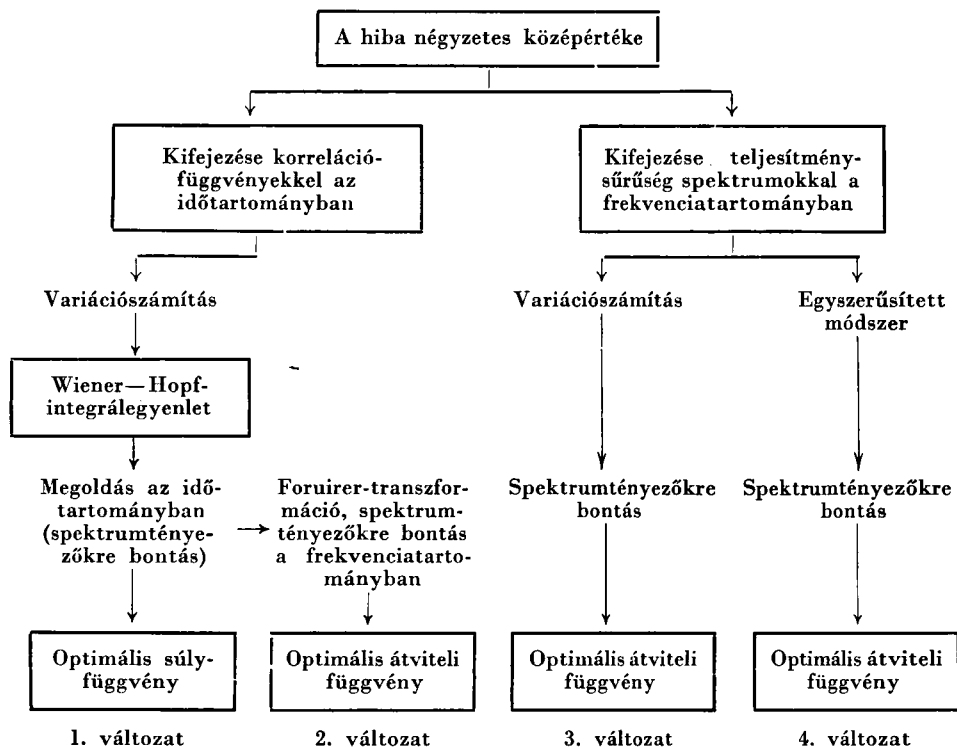 A hiba négyzetes középértéke
Kifejezése korreláció-
függvényekkel az
időtartományban
Kifejezése teljesítmény-
sűrűség spektrumokkal a
frekvenciatartományban
Variációszámítás
Variációszámítás
Egyszerűsített
módszer
Wiener—Hopf-
integrálegyenlet
Megoldás az idő-
tartományban
(spektrumténye-
zőkre bontás)
Foruirer-transzfor-
máció, spektrum-
tényezőkre bontás
a frekvenciatarto-
mányban
Spektrumtényezőkre
bontás
Spektrumtényezőkre
bontás
Optimális súly-
függvény
Optimális átviteli
függvény
Optimális átviteli
függvény
Optimális átviteli
függvény
1. változat
2. változat
3. változat
4. változat